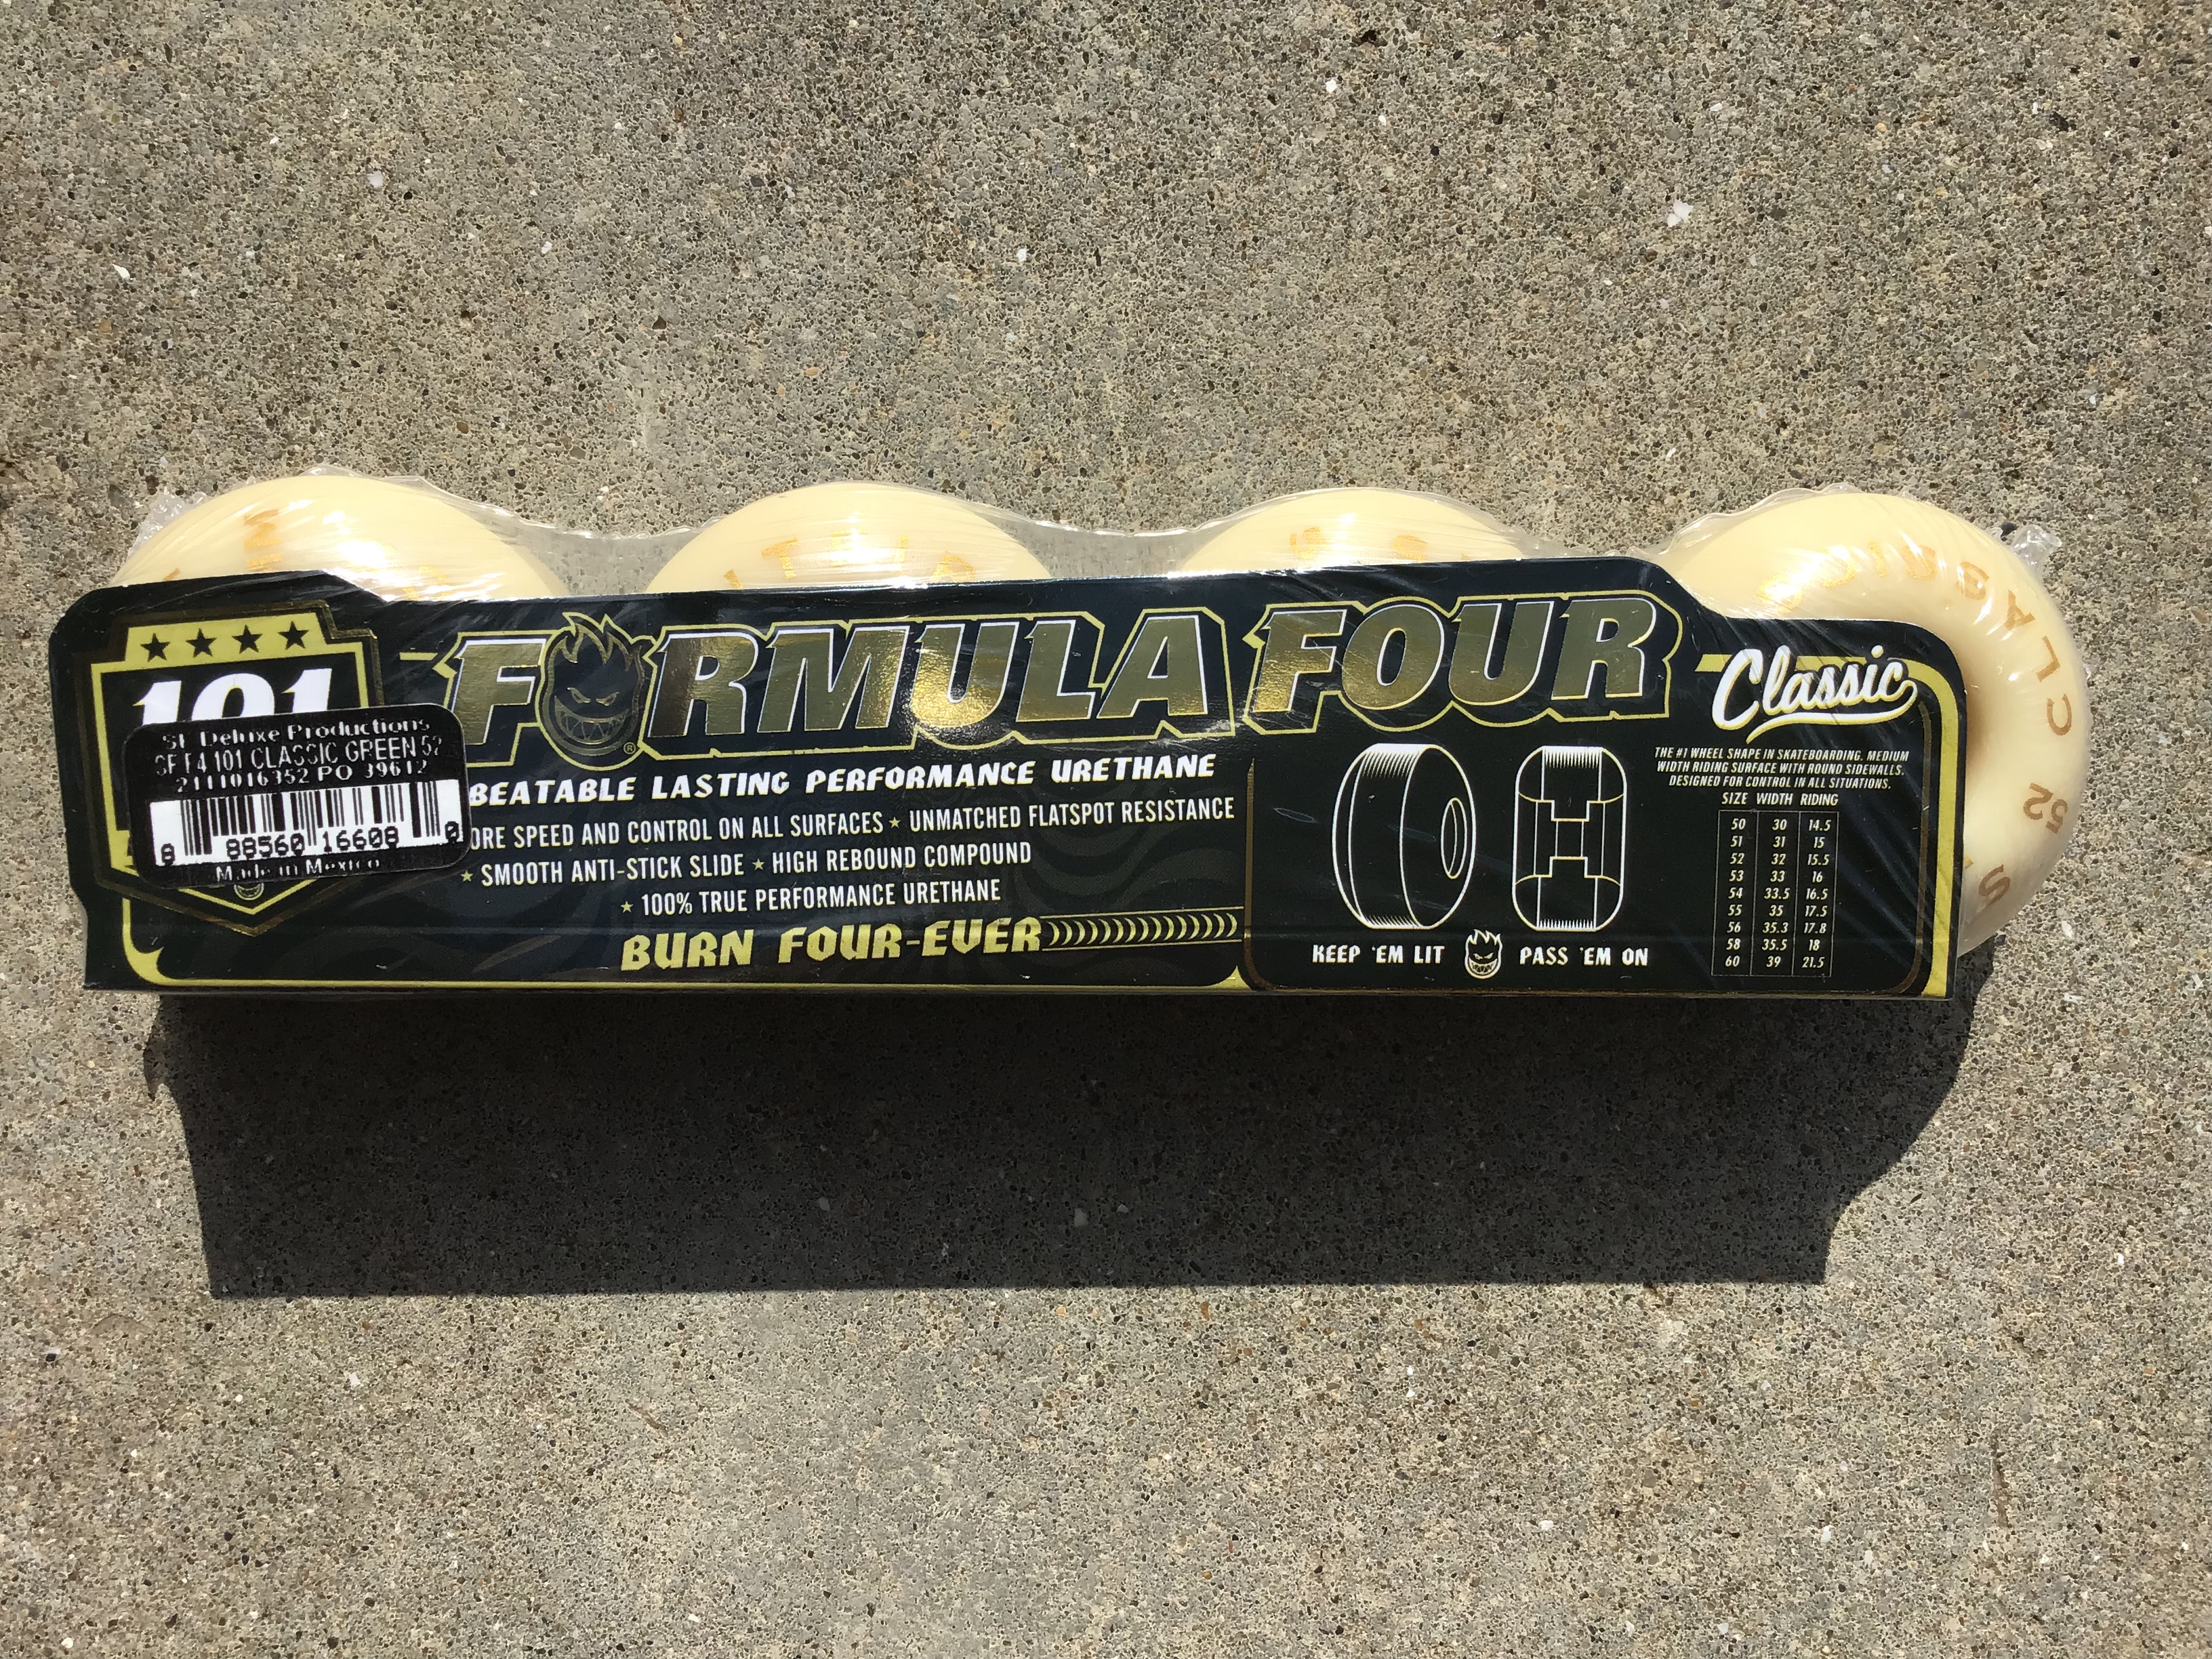 CLASSICS
52
101
FORMULA FOUR
®
Classic
SF Deluxe Productions
SF F4 101 CLASSIC GREEN 52
2111016352 PO 39612
8 88560 16608 0
Made in Mexico
BEATABLE LASTING PERFORMANCE URETHANE
ORE SPEED AND CONTROL ON ALL SURFACES ★ UNMATCHED FLATSPOT RESISTANCE
★ SMOOTH ANTI-STICK SLIDE ★ HIGH REBOUND COMPOUND
★ 100% TRUE PERFORMANCE URETHANE
BURN FOUR-EVER
KEEP 'EM LIT PASS 'EM ON
THE #1 WHEEL SHAPE IN SKATEBOARDING. MEDIUM
WIDTH RIDING SURFACE WITH ROUND SIDEWALLS.
DESIGNED FOR CONTROL IN ALL SITUATIONS.
SIZE WIDTH RIDING
50 30 14.5
51 31 15
52 32 15.5
53 33 16
54 33.5 16.5
55 35 17.5
56 35.3 17.8
58 35.5 18
60 39 21.5